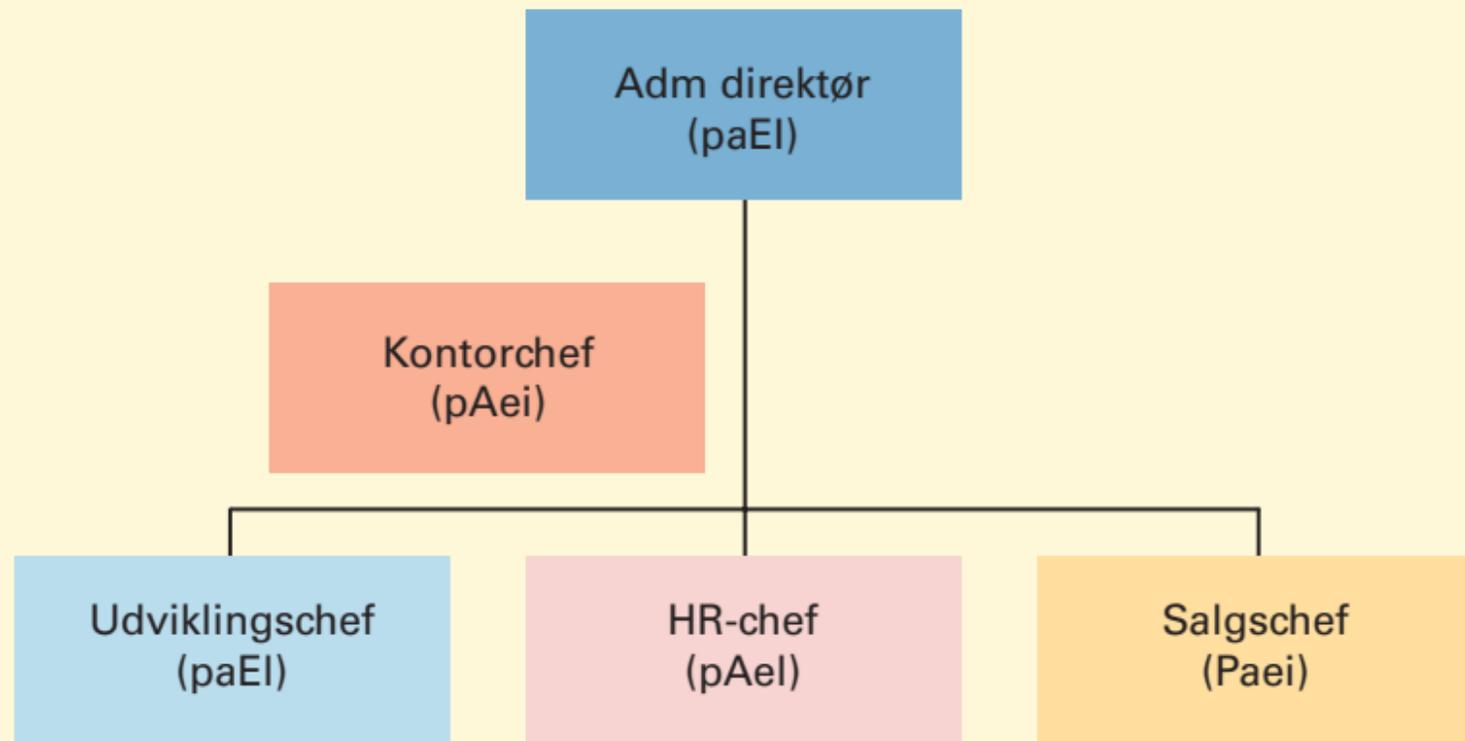 Adm direktør
(paEI)
Kontorchef
(pAei)
Udviklingschef
(paEI)
HR-chef
(pAeI)
Salgschef
(Paei)